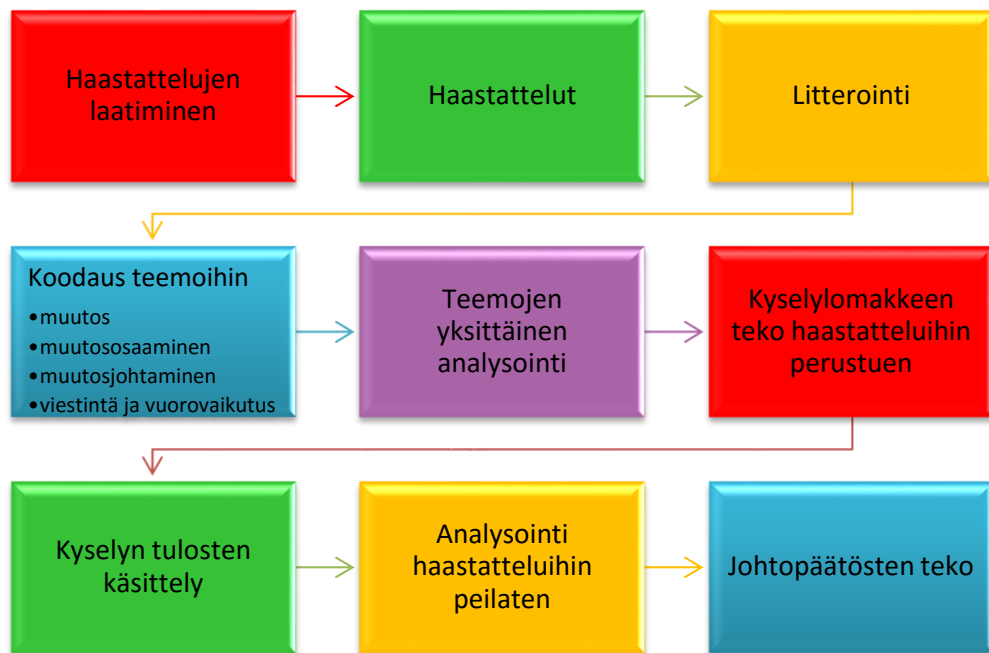 Haastattelujen
laatiminen
Haastattelut
Litterointi
Koodaus teemoihin
•muutos
•muutososaaminen
•muutosjohtaminen
•viestintä ja vuorovaikutus
Teemojen
yksittäinen
analysointi
Kyselylomakkeen
teko haastatteluihin
perustuen
Kyselyn tulosten
käsittely
Analysointi
haastatteluihin
peilaten
Johtopäätösten teko